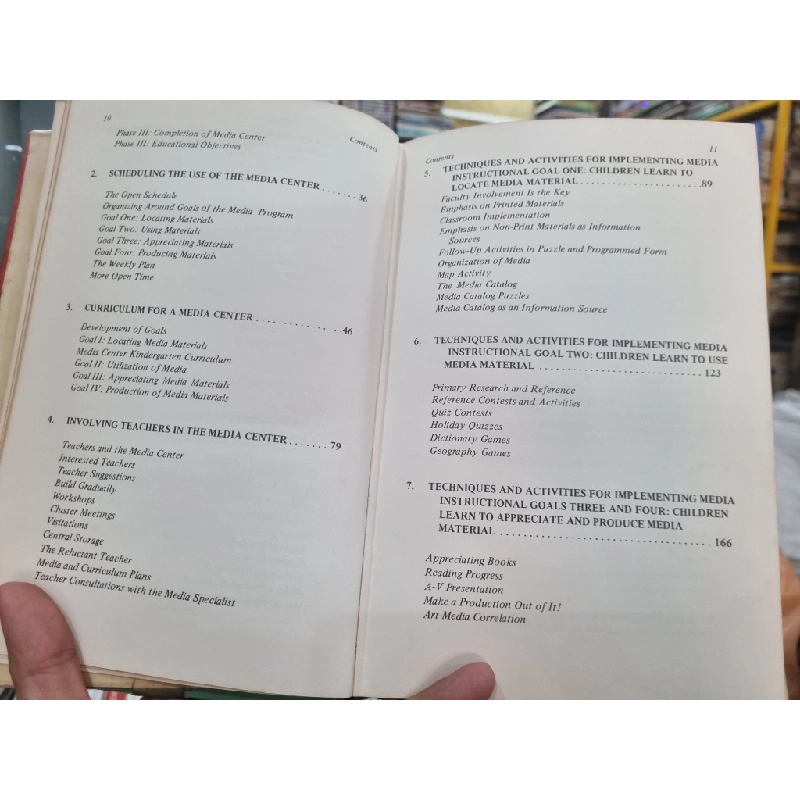 10
Contents
Phase III: Completion of Media Center
Phase III: Educational Objectives
2. SCHEDULING THE USE OF THE MEDIA CENTER . . . . . . . 36
The Open Schedule
Organizing Around Goals of the Media Program
Goal One: Locating Materials
Goal Two: Using Materials
Goal Three: Appreciating Materials
Goal Four: Producing Materials
The Weekly Plan
More Open Time
3. CURRICULUM FOR A MEDIA CENTER . . . . . . . . . . . . . . . 46
Development of Goals
Goal I: Locating Media Materials
Media Center Kindergarten Curriculum
Goal II: Utilization of Media
Goal III: Appreciating Media Materials
Goal IV: Production of Media Materials
4. INVOLVING TEACHERS IN THE MEDIA CENTER . . . . . . . 79
Teachers and the Media Center
Interested Teachers
Teacher Suggestions
Build Gradually
Workshops
Cluster Meetings
Visitations
Central Storage
The Reluctant Teacher
Media and Curriculum Plans
Teacher Consultations with the Media Specialist
Contents
11
5. TECHNIQUES AND ACTIVITIES FOR IMPLEMENTING MEDIA
INSTRUCTIONAL GOAL ONE: CHILDREN LEARN TO
LOCATE MEDIA MATERIAL . . . . . . . . . . . . . . . . . . . . 89
Faculty Involvement Is the Key
Emphasis on Printed Materials
Classroom Implementation
Emphasis on Non-Print Materials as Information
Sources
Follow-Up Activities in Puzzle and Programmed Form
Organization of Media
Map Activity
The Media Catalog
Media Catalog Puzzles
Media Catalog as an Information Source
6. TECHNIQUES AND ACTIVITIES FOR IMPLEMENTING MEDIA
INSTRUCTIONAL GOAL TWO: CHILDREN LEARN TO USE
MEDIA MATERIAL . . . . . . . . . . . . . . . . . . . . . . . . . . . . 123
Primary Research and Reference
Reference Contests and Activities
Quiz Contests
Holiday Quizzes
Dictionary Games
Geography Games
7. TECHNIQUES AND ACTIVITIES FOR IMPLEMENTING MEDIA
INSTRUCTIONAL GOALS THREE AND FOUR: CHILDREN
LEARN TO APPRECIATE AND PRODUCE MEDIA
MATERIAL . . . . . . . . . . . . . . . . . . . . . . . . . . . . . . . . . . . . 166
Appreciating Books
Reading Progress
A-V Presentation
Make a Production Out of It!
Art Media Correlation